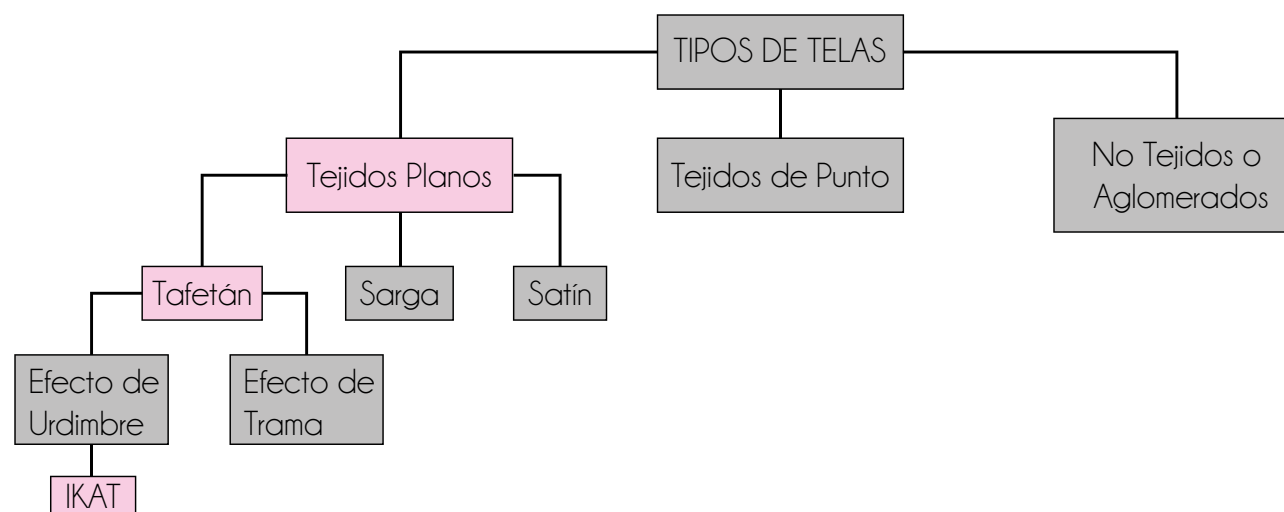 TIPOS DE TELAS
Tejidos Planos
Tejidos de Punto
No Tejidos o
Aglomerados
Tafetán
Sarga
Satín
Efecto de
Urdimbre
Efecto de
Trama
IKAT